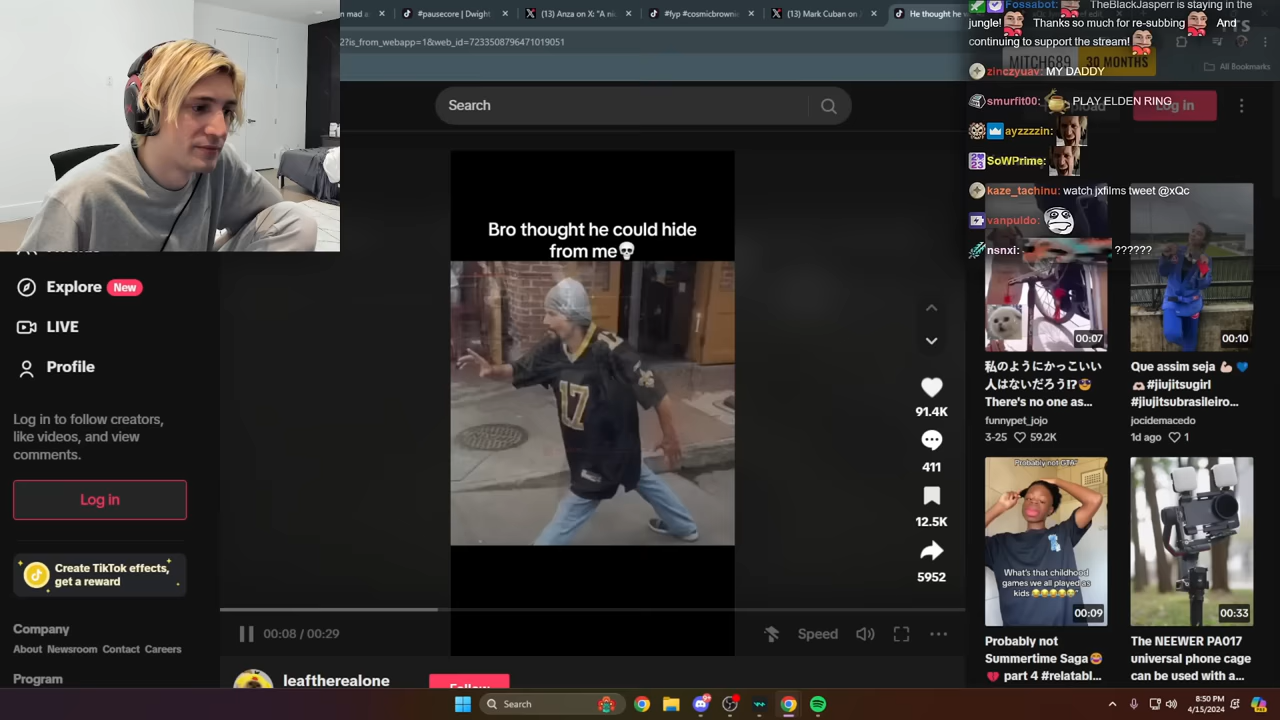 mad x
#pausecore | Dwight
(13) Anza on X: "A ni
#fyp #cosmicbrowni
(13) Mark Cuban on
He thought he w
2?is_from_webapp=1&web_id=7233508796471019051
All Bookmarks
Search
Upload
Log in
Fossabot: TheBlackJasperr is staying in the
jungle! Thanks so much for re-subbing And
continuing to support the stream!
MITCH689 30 MONTHS
zinczyuav: MY DADDY
smurfit00: PLAY ELDEN RING
ayzzzzin:
SoWPrime:
kaze_tachinu: watch jxfilms tweet @xQc
vanpuldo:
nsnxi: ??????
Explore New
LIVE
Profile
Log in to follow creators,
like videos, and view
comments.
Log in
Create TikTok effects,
get a reward
Company
About Newsroom Contact Careers
Program
Bro thought he could hide
from me💀
17
91.4K
411
12.5K
5952
00:08 / 00:29
Speed
leaftherealone
Follow
00:07
私のようにかっこいい
人はないだろう!?😎
There's no one as...
funnypet_jojo
3-25 59.2K
00:10
Que assim seja 💪🏻 💙
🫶🏻 #jiujitsugirl
#jiujitsubrasileiro...
jocidemacedo
1d ago 1
Probably not GTA?
What's that childhood
games we all played as
kids 😂😂😂😂😭"
00:09
Probably not
Summertime Saga😂
💔 part 4 #relatabl...
00:33
The NEEWER PA017
universal phone cage
can be used with a...
Search
8:50 PM
4/15/2024